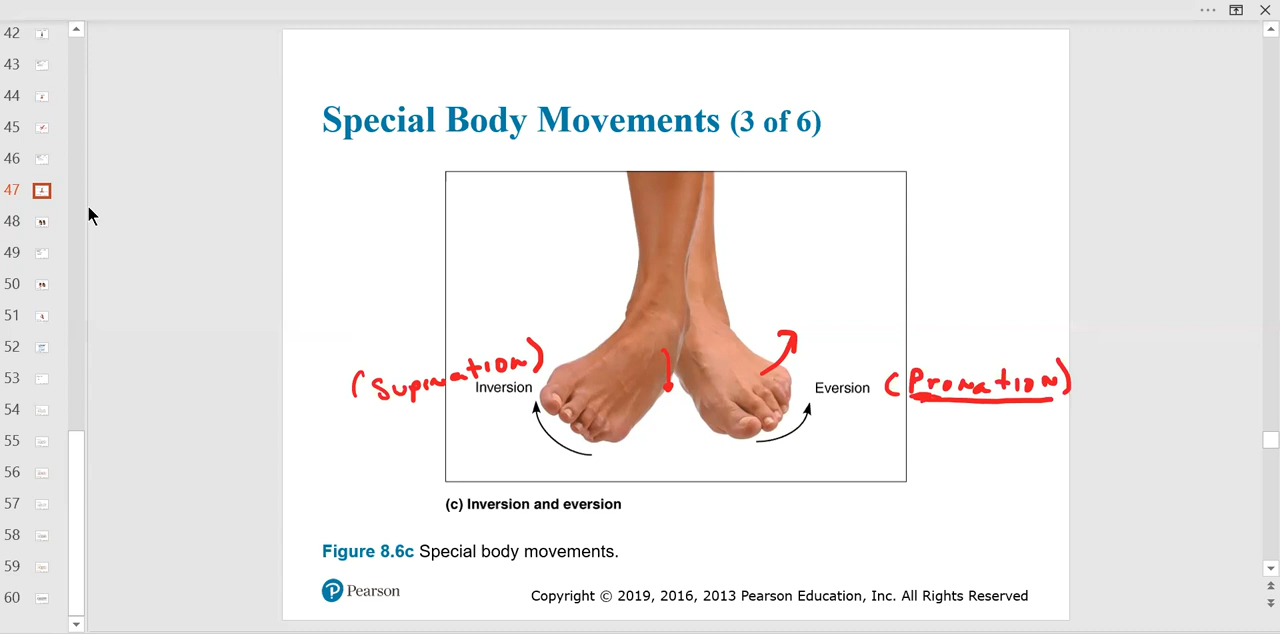 42
43
44
45
46
47
48
49
50
51
52
53
54
55
56
57
58
59
60
Special Body Movements (3 of 6)
(Supination)
Inversion
Eversion
(Pronation)
(c) Inversion and eversion
Figure 8.6c Special body movements.
Pearson
Copyright © 2019, 2016, 2013 Pearson Education, Inc. All Rights Reserved